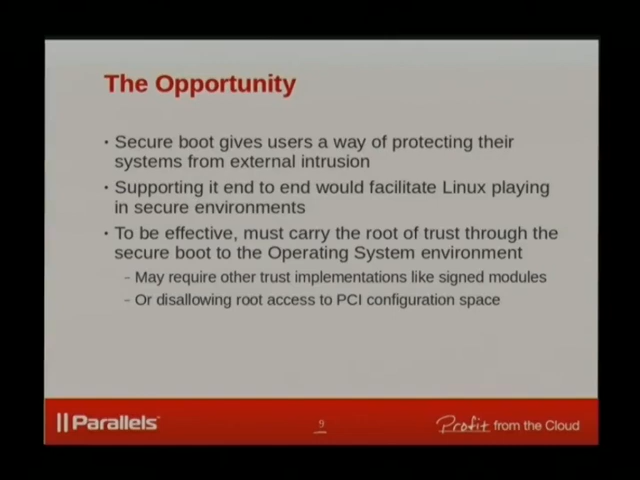 The Opportunity
• Secure boot gives users a way of protecting their
systems from external intrusion
• Supporting it end to end would facilitate Linux playing
in secure environments
• To be effective, must carry the root of trust through the
secure boot to the Operating System environment
– May require other trust implementations like signed modules
– Or disallowing root access to PCI configuration space
Parallels™
9
Profit from the Cloud